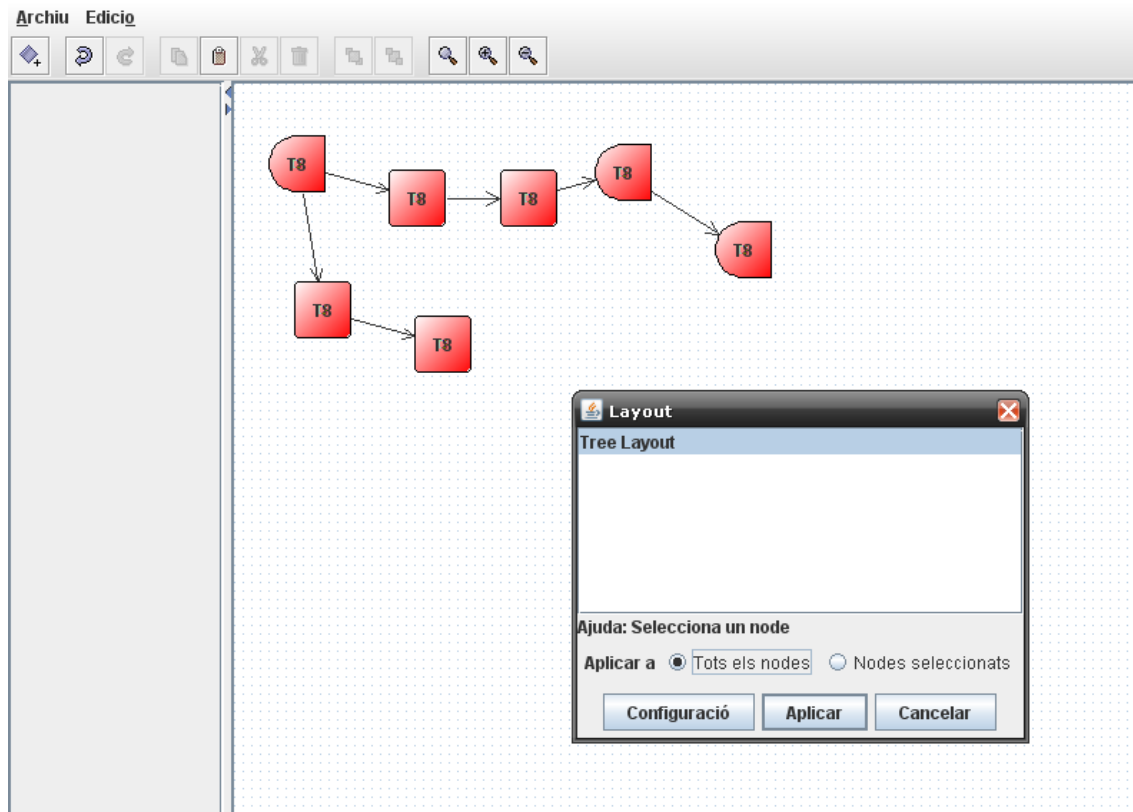 Archiu Edicio
T8
T8
T8
T8
T8
T8
T8
Layout
Tree Layout
Ajuda: Selecciona un node
Aplicar a Tots els nodes Nodes seleccionats
Configuració Aplicar Cancelar